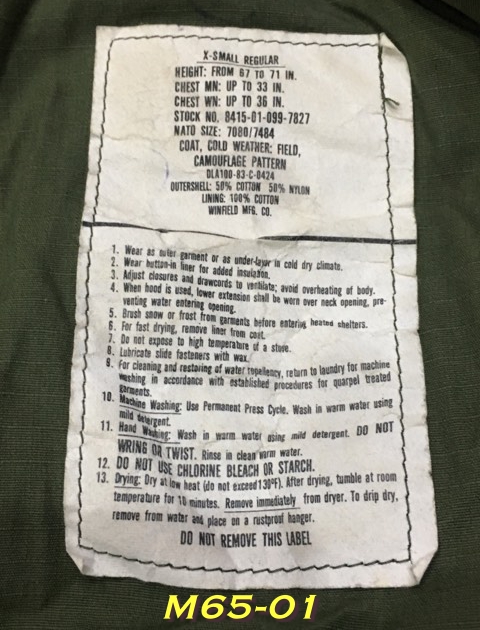 X-SMALL REGULAR
HEIGHT: FROM 67 TO 71 IN.
CHEST MN: UP TO 33 IN.
CHEST WN: UP TO 36 IN.
STOCK NO. 8415-01-099-7827
NATO SIZE: 7080/7484
COAT, COLD WEATHER: FIELD,
CAMOUFLAGE PATTERN
DLA100-83-C-0424
OUTERSHELL: 50% COTTON 50% NYLON
LINING: 100% COTTON
WINFIELD MFG. CO.
1. Wear as outer garment or as under-layer in cold dry climate.
2. Wear button-in liner for added insulation.
3. Adjust closures and drawcords to ventilate; avoid overheating of body.
4. When hood is used, lower extension shall be worn over neck opening, pre-
venting water entering opening.
5. Brush snow or frost from garments before entering heated shelters.
6. For fast drying, remove liner from coat.
7. Do not expose to high temperature of a stove.
8. Lubricate slide fasteners with wax.
9. For cleaning and restoring of water repellency, return to laundry for machine
washing in accordance with established procederes for quarpel treated
garments.
10. Machine Washing: Use Permanent Press Cycle. Wash in warm water using
mild detergent.
11. Hand Washing: Wash in warm water using mild detergent. DO NOT
WRING OR TWIST. Rinse in clean warm water.
12. DO NOT USE CHLORINE BLEACH OR STARCH.
13. Drying: Dry at low heat (do not exceed 130°F). After drying, tumble at room
temperature for 10 minutes. Remove immediately from dryer. To drip dry,
remove from water and place on a rustproof hanger.
DO NOT REMOVE THIS LABEL
M65-01